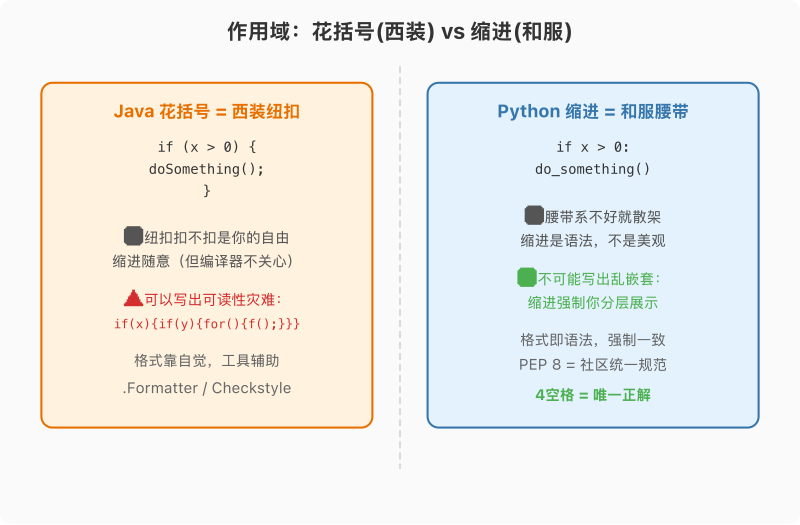 作用域：花括号(西装) vs 缩进(和服)
Java 花括号 = 西装纽扣
if (x > 0) {
doSomething();
}
纽扣扣不扣是你的自由
缩进随意（但编译器不关心）
可以写出可读性灾难：
if(x){if(y){for(){f();}}}
格式靠自觉，工具辅助
.Formatter / Checkstyle
Python 缩进 = 和服腰带
if x > 0:
do_something()
腰带系不好就散架
缩进是语法，不是美观
不可能写出乱嵌套：
缩进强制你分层展示
格式即语法，强制一致
PEP 8 = 社区统一规范
4空格 = 唯一正解